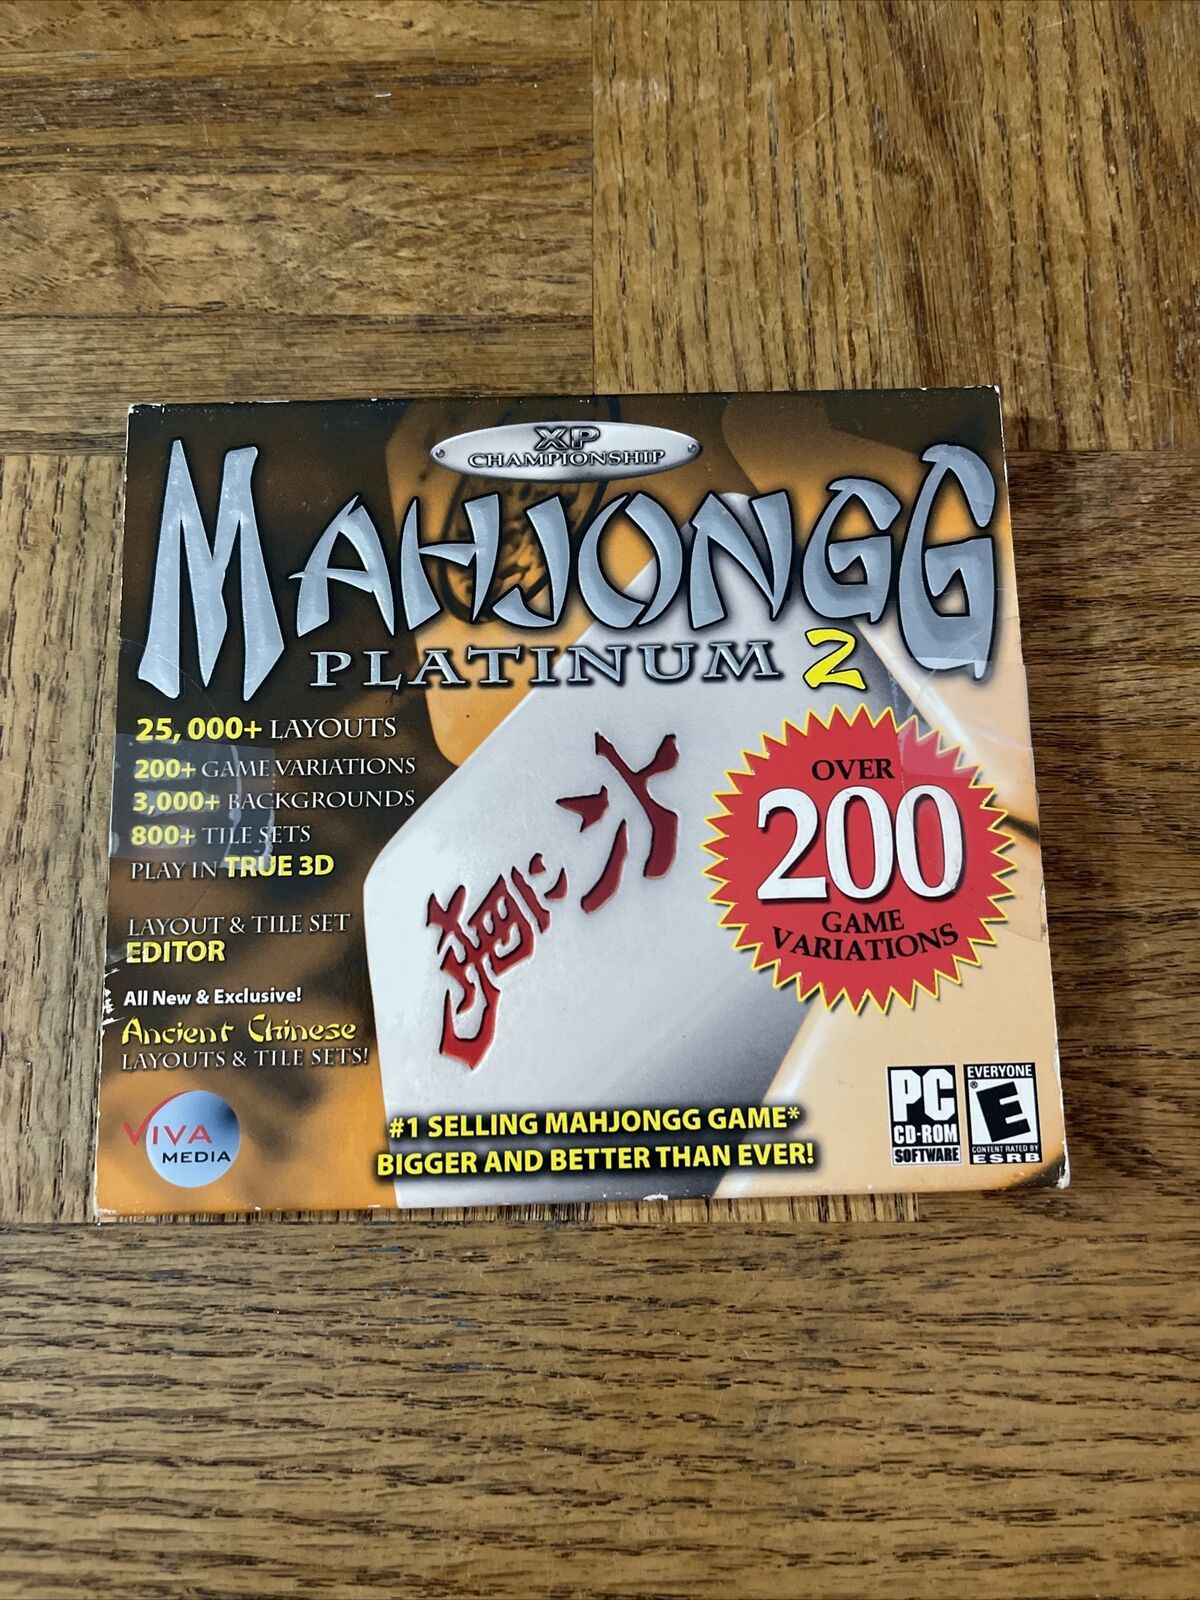 XP
CHAMPIONSHIP
MAHJONGG
PLATINUM 2
25,000+ LAYOUTS
200+ GAME VARIATIONS
3,000+ BACKGROUNDS
800+ TILE SETS
PLAY IN TRUE 3D
LAYOUT & TILE SET
EDITOR
All New & Exclusive!
Ancient Chinese
LAYOUTS & TILE SETS!
VIVA
MEDIA
OVER
200
GAME
VARIATIONS
#1 SELLING MAHJONGG GAME*
BIGGER AND BETTER THAN EVER!
PC
CD-ROM
SOFTWARE
EVERYONE
E
®
CONTENT RATED BY
ESRB